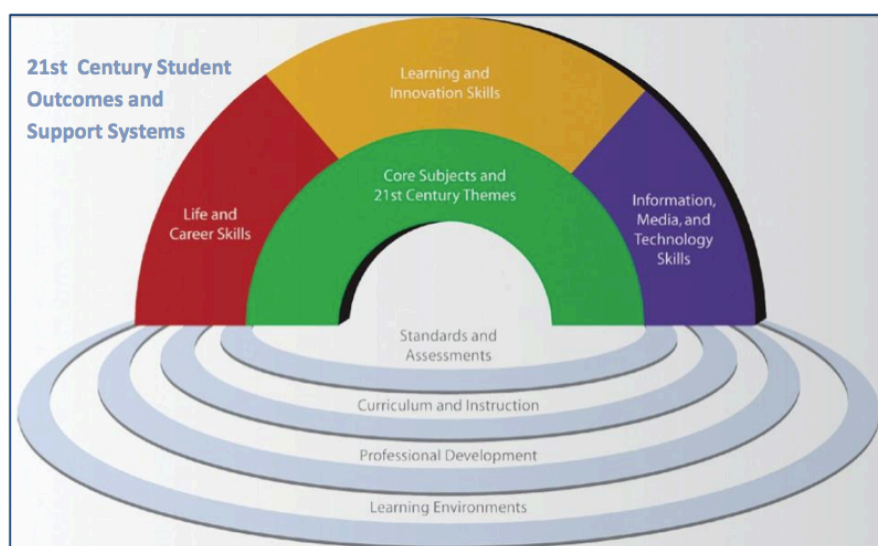 21st Century Student
Outcomes and
Support Systems
Learning and
Innovation Skills
Core Subjects and
21st Century Themes
Life and
Career Skills
Information,
Media, and
Technology
Skills
Standards and
Assessments
Curriculum and Instruction
Professional Development
Learning Environments